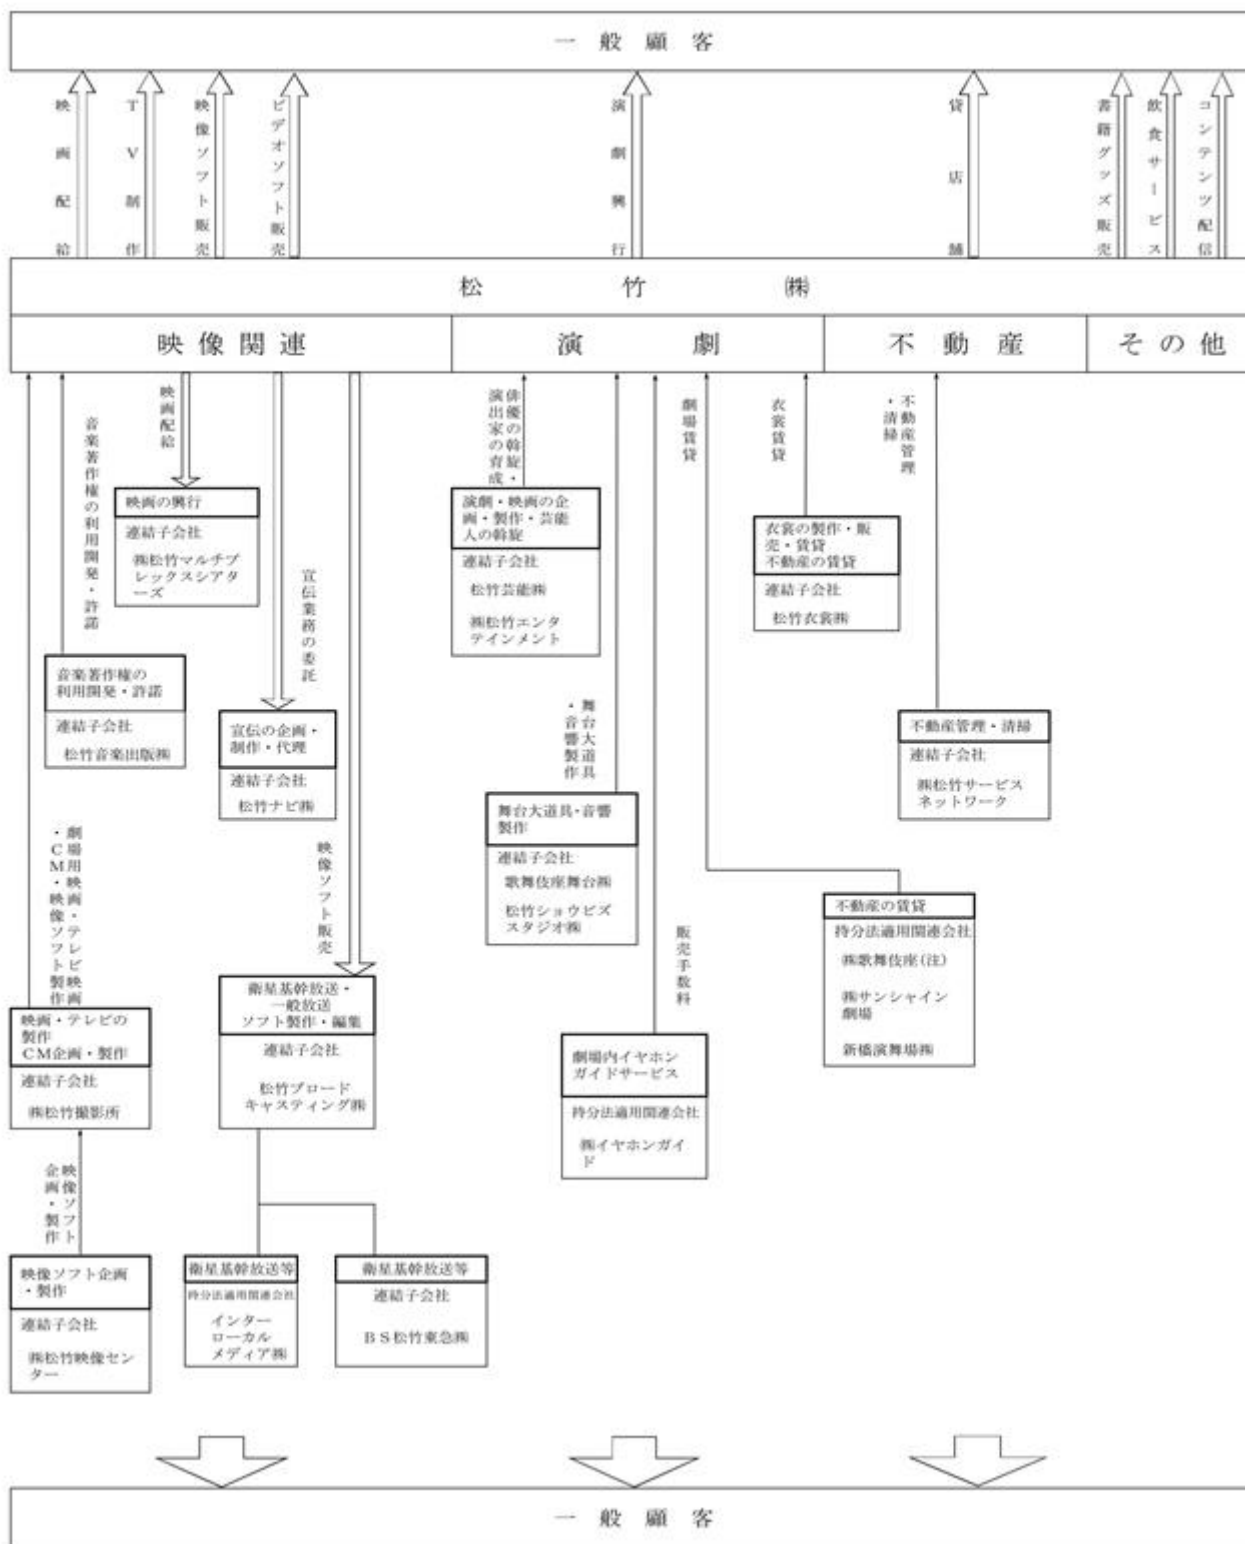 一般顧客
映画配給
TV制作
映像ソフト販売
ビデオソフト販売
演劇興行
貸店舗
書籍グッズ販売
飲食サービス
コンテンツ配信
松竹㈱
映像関連
演劇
不動産
その他
音楽著作権の利用開発・許諾
映画配給
宣伝業務の委託
俳優の斡旋・
演出家の育成
劇場賃貸
衣裳賃貸
不動産管理
・清掃
映画の興行
連結子会社
㈱松竹マルチプ
レックスシアタ
ーズ
演劇・映画の企
画・製作・芸能
人の斡旋
連結子会社
松竹芸能㈱
㈱松竹エンタ
テインメント
衣裳の製作・販
売・賃貸
不動産の賃貸
連結子会社
松竹衣裳㈱
音楽著作権の
利用開発・許諾
連結子会社
松竹音楽出版㈱
宣伝の企画・
制作・代理
連結子会社
松竹ナビ㈱
舞台大道具
・音響製作
不動産管理・清掃
連結子会社
㈱松竹サービス
ネットワーク
劇場用映画・テレビ映画
・CM・映像ソフト製作
映像ソフト販売
舞台大道具・音響
製作
連結子会社
歌舞伎座舞台㈱
松竹ショウビズ
スタジオ㈱
販売手数料
不動産の賃貸
持分法適用関連会社
㈱歌舞伎座(注)
㈱サンシャイン
劇場
新橋演舞場㈱
映画・テレビの
製作
CM企画・製作
連結子会社
㈱松竹撮影所
衛星基幹放送・
一般放送
ソフト製作・編集
連結子会社
松竹ブロード
キャスティング㈱
劇場内イヤホン
ガイドサービス
持分法適用関連会社
㈱イヤホンガイ
ド
映像ソフト
企画・製作
映像ソフト企画
・製作
連結子会社
㈱松竹映像セン
ター
衛星基幹放送等
持分法適用関連会社
インター
ローカル
メディア㈱
衛星基幹放送等
連結子会社
BS松竹東急㈱
一般顧客